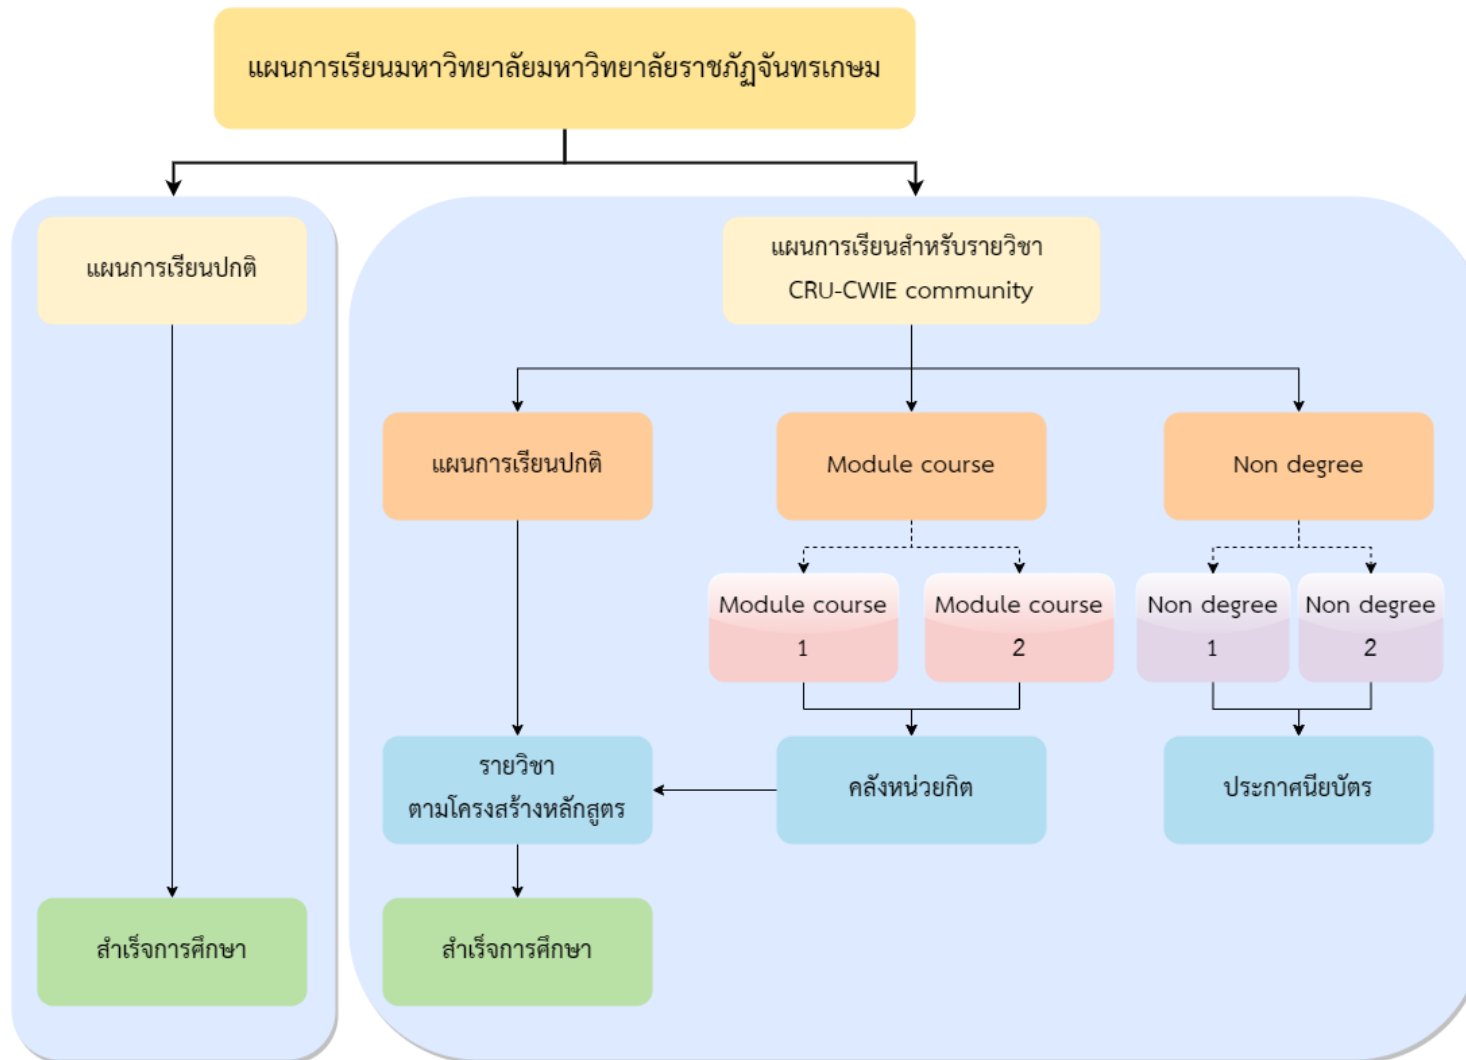 แผนการเรียนมหาวิทยาลัยมหาวิทยาลัยราชภัฏจันทรเกษม
แผนการเรียนปกติ
แผนการเรียนสำหรับรายวิชา
CRU-CWIE community
แผนการเรียนปกติ
Module course
Non degree
Module course
1
Module course
2
Non degree
1
Non degree
2
รายวิชา
ตามโครงสร้างหลักสูตร
คลังหน่วยกิต
ประกาศนียบัตร
สำเร็จการศึกษา
สำเร็จการศึกษา